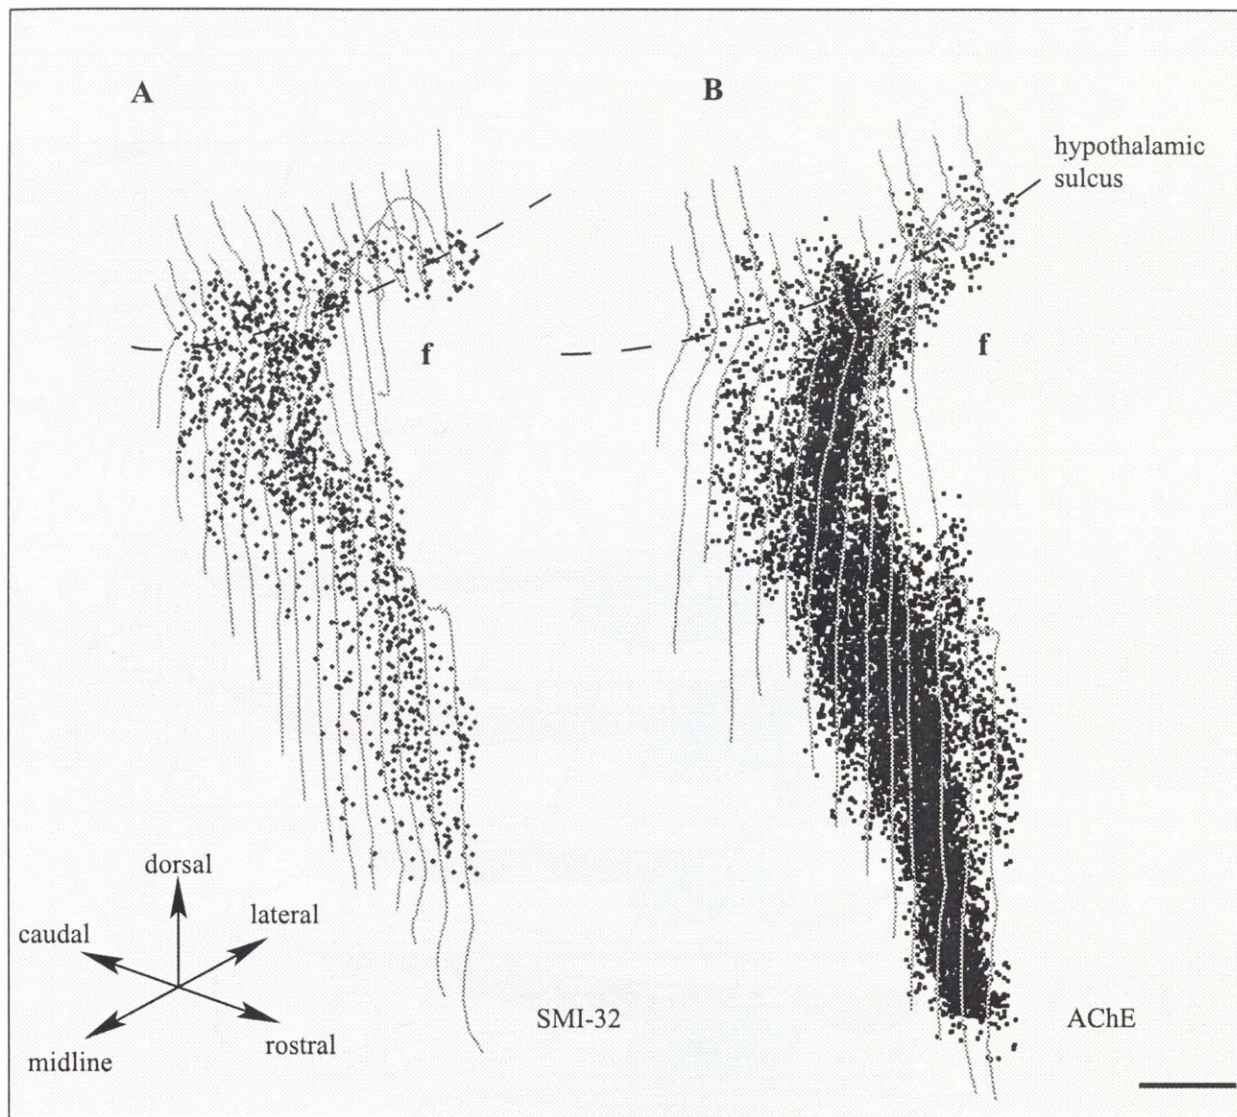 A
B
hypothalamic
sulcus
f
f
dorsal
lateral
caudal
midline
rostral
SMI-32
AChE